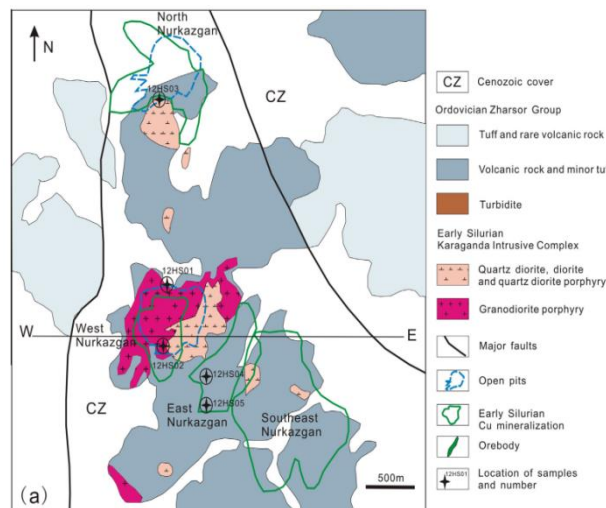 North
Nurkazgan
N
12HS03
CZ
12HS01
W
E
West
Nurkazgan
12HS02
12HS04
CZ
12HS05
East
Nurkazgan
Southeast
Nurkazgan
(a)
500m
CZ
Cenozoic cover
Ordovician Zharsor Group
Tuff and rare volcanic rock
Volcanic rock and minor tu
Turbidite
Early Silurian
Karaganda Intrusive Complex
Quartz diorite, diorite
and quartz diorite porphyry
Granodiorite porphyry
Major faults
Open pits
Early Silurian
Cu mineralization
Orebody
12HS01
Location of samples
and number